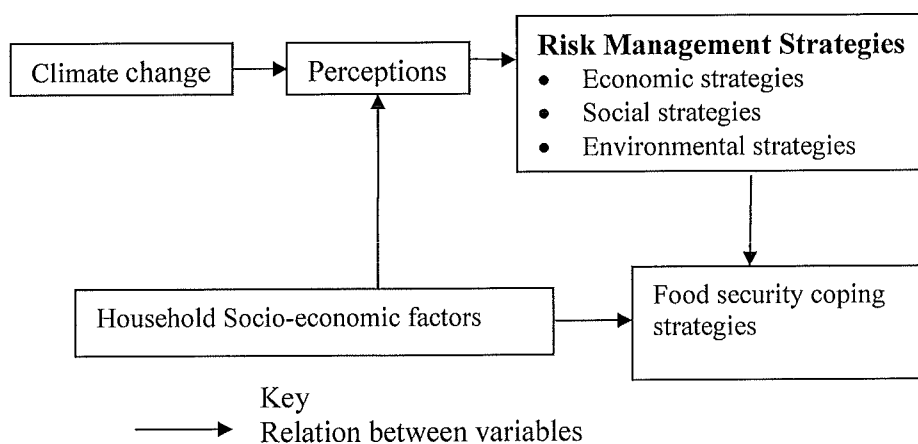 Climate change
Perceptions
Risk Management Strategies
• Economic strategies
• Social strategies
• Environmental strategies
Household Socio-economic factors
Food security coping
strategies
Key
Relation between variables